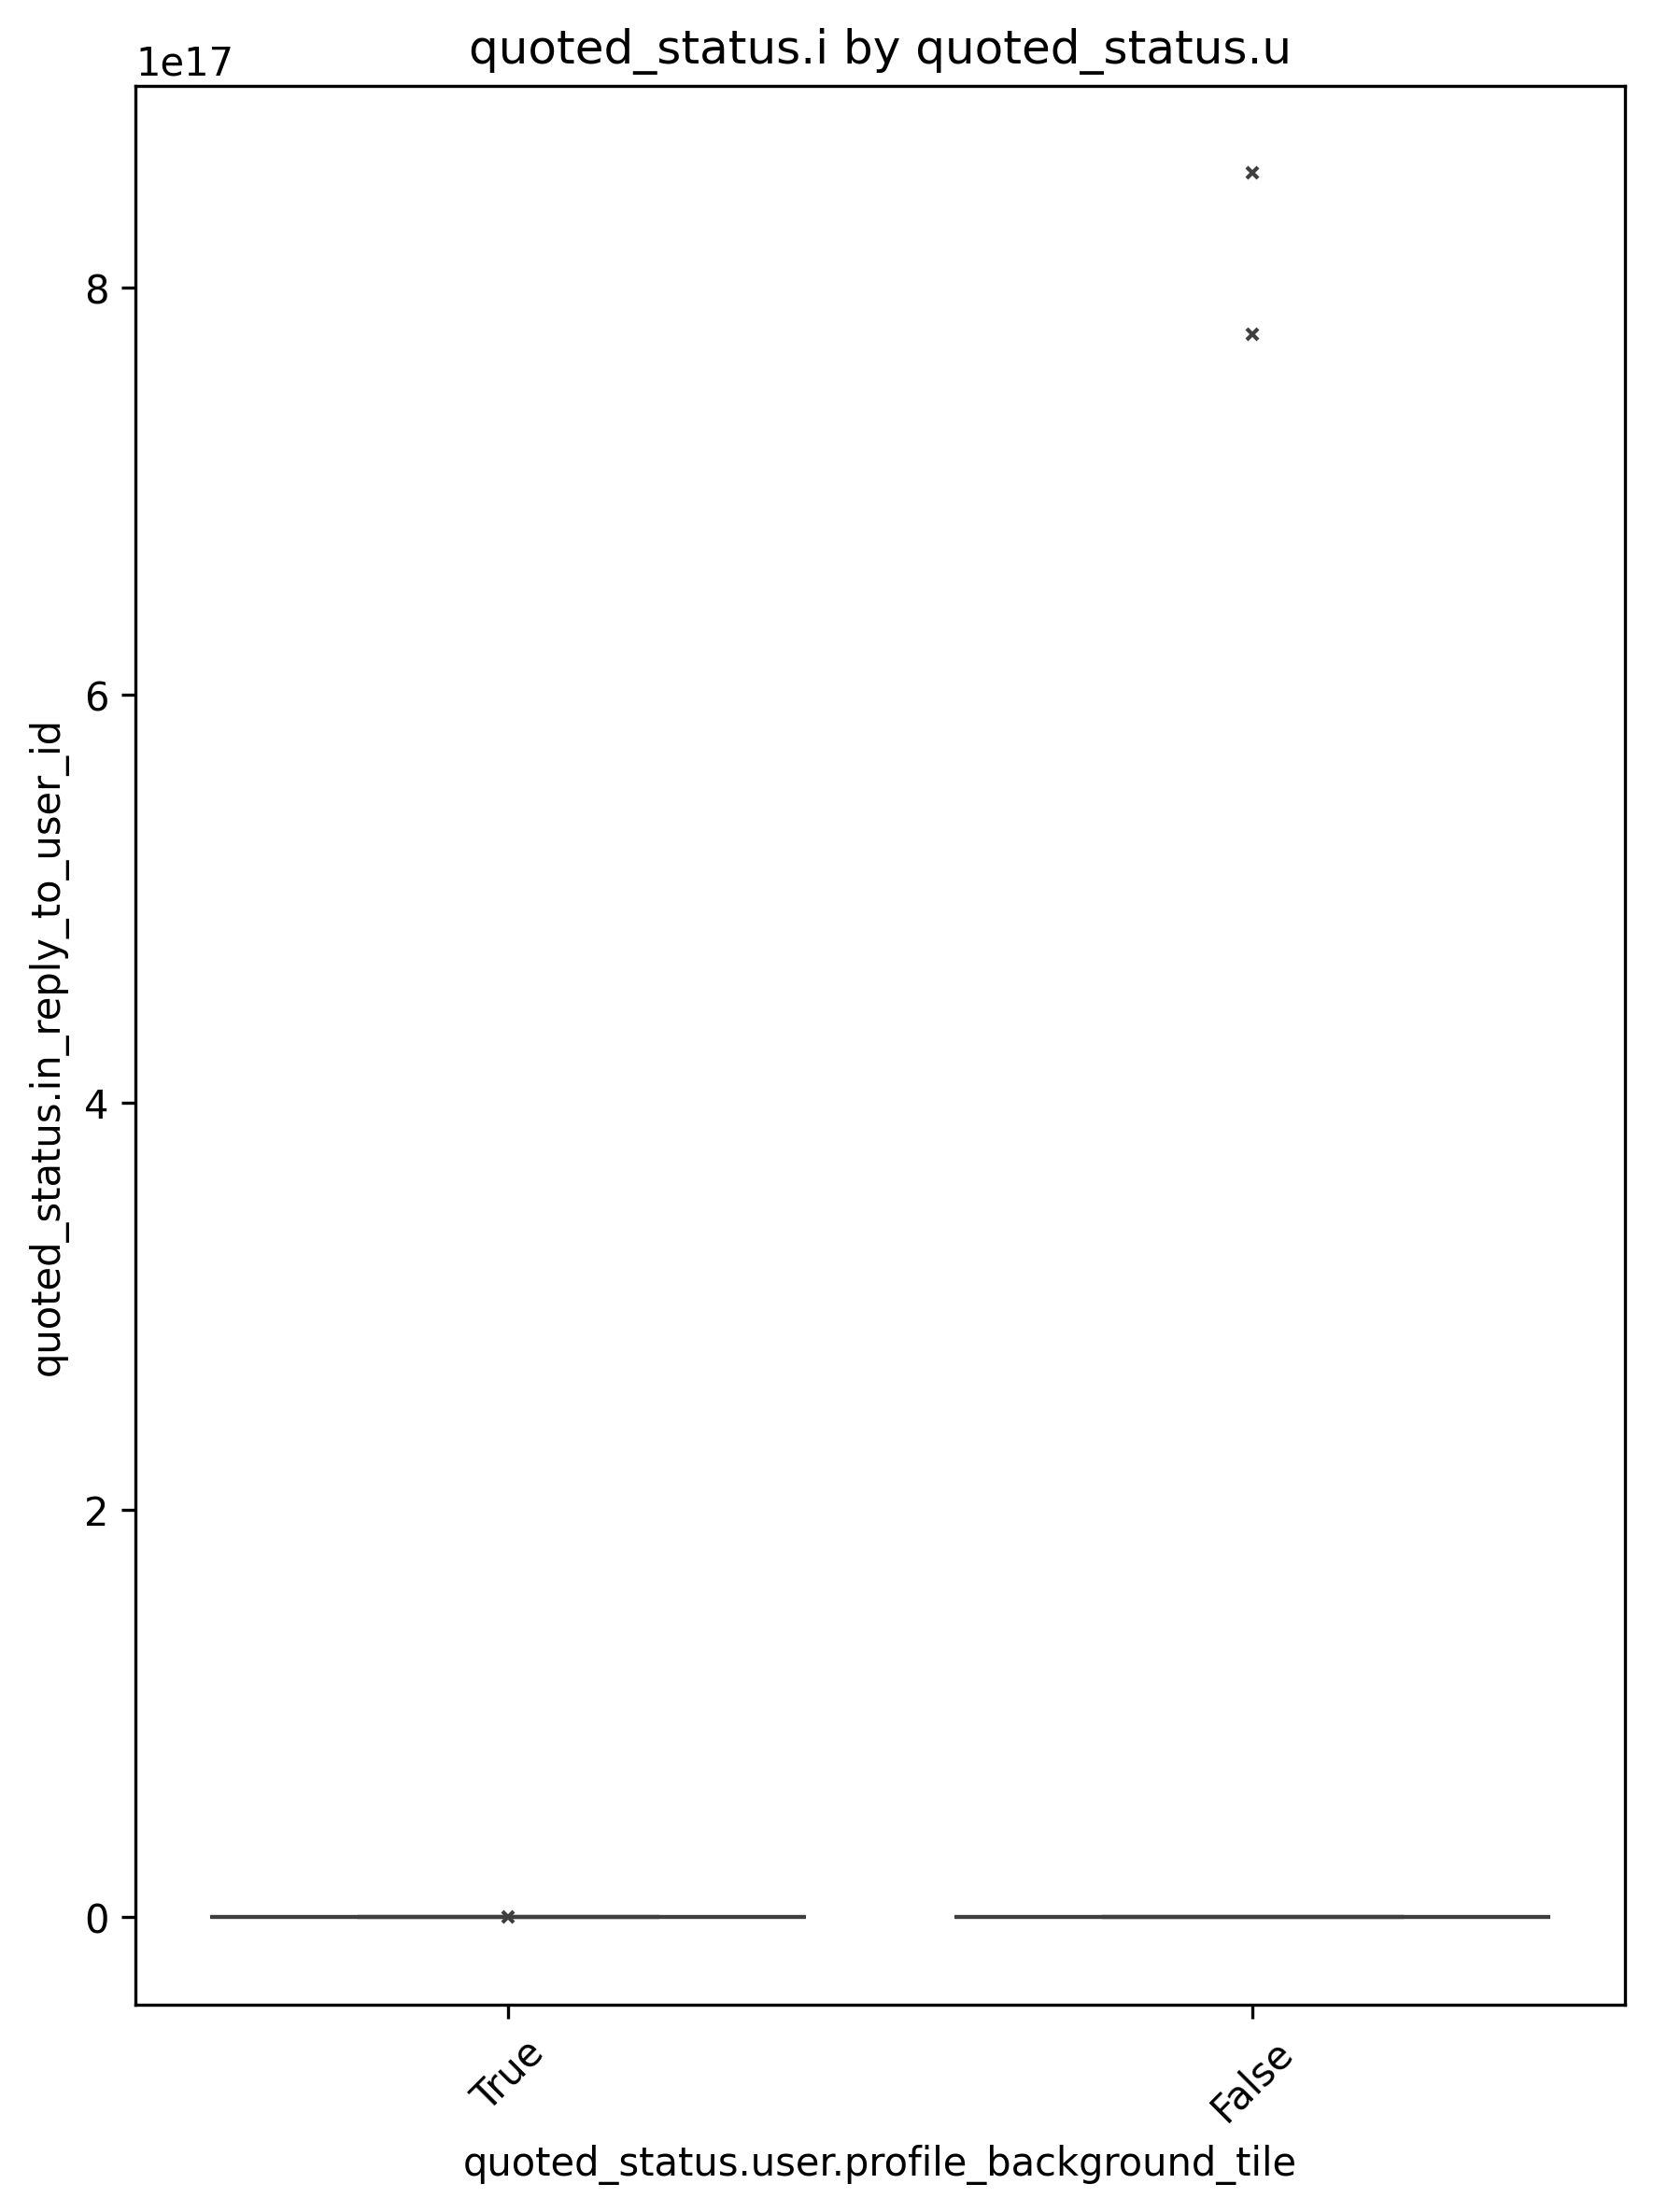 quoted_status.i by quoted_status.u
1e17
8
6
4
2
0
quoted_status.in_reply_to_user_id
True
False
quoted_status.user.profile_background_tile